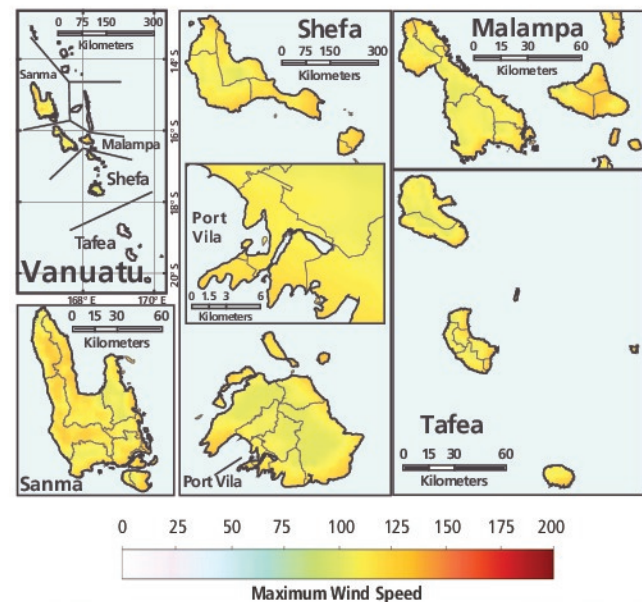 Shefa
0 75 150 300
Kilometers
Malampa
0 15 30 60
Kilometers
0 75 150 300
Kilometers
Sanma
Malampa
Shefa
Tafea
Vanuatu
14° S
16° S
18° S
20° S
168° E
170° E
Port
Vila
0 1.5 3 6
Kilometers
0 15 30 60
Kilometers
Sanma
Port Vila
Tafea
0 15 30 60
Kilometers
0 25 50 75 100 125 150 175 200
Maximum Wind Speed